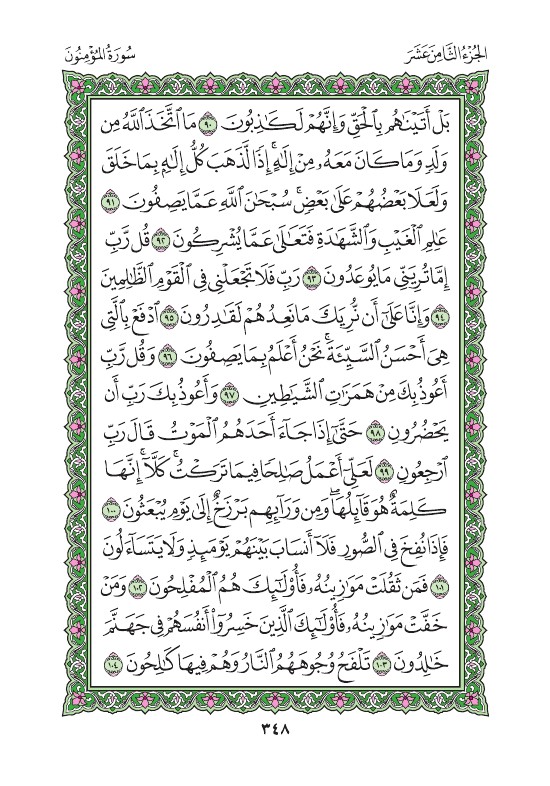 الجُزْءُ الثَّامِنَ عَشَرَ
سُورَةُ المُؤْمِنُونَ
بَلْ أَتَيْنَٰهُم بِٱلْحَقِّ وَإِنَّهُمْ لَكَٰذِبُونَ ٩٠ مَا ٱتَّخَذَ ٱللَّهُ مِن
وَلَدٍ وَمَا كَانَ مَعَهُۥ مِنْ إِلَٰهٍ ۚ إِذًا لَّذَهَبَ كُلُّ إِلَٰهٍۭ بِمَا خَلَقَ
وَلَعَلَا بَعْضُهُمْ عَلَىٰ بَعْضٍ ۚ سُبْحَٰنَ ٱللَّهِ عَمَّا يَصِفُونَ ٩١
عَٰلِمِ ٱلْغَيْبِ وَٱلشَّهَٰدَةِ فَتَعَٰلَىٰ عَمَّا يُشْرِكُونَ ٩٢ قُل رَّبِّ
إِمَّا تُرِيَنِّي مَا يُوعَدُونَ ٩٣ رَبِّ فَلَا تَجْعَلْنِي فِي ٱلْقَوْمِ ٱلظَّٰلِمِينَ
٩٤ وَإِنَّا عَلَىٰٓ أَن نُّرِيَكَ مَا نَعِدُهُمْ لَقَٰدِرُونَ ٩٥ ٱدْفَعْ بِٱلَّتِي
هِيَ أَحْسَنُ ٱلسَّيِّئَةَ ۚ نَحْنُ أَعْلَمُ بِمَا يَصِفُونَ ٩٦ وَقُل رَّبِّ
أَعُوذُ بِكَ مِنْ هَمَزَٰتِ ٱلشَّيَٰطِينِ ٩٧ وَأَعُوذُ بِكَ رَبِّ أَن
يَحْضُرُونِ ٩٨ حَتَّىٰٓ إِذَا جَآءَ أَحَدَهُمُ ٱلْمَوْتُ قَالَ رَبِّ
ٱرْجِعُونِ ٩٩ لَعَلِّيٓ أَعْمَلُ صَٰلِحًا فِيمَا تَرَكْتُ ۚ كَلَّآ ۚ إِنَّهَا
كَلِمَةٌ هُوَ قَآئِلُهَا ۖ وَمِن وَرَآئِهِم بَرْزَخٌ إِلَىٰ يَوْمِ يُبْعَثُونَ ١٠٠
فَإِذَا نُفِخَ فِي ٱلصُّورِ فَلَآ أَنسَابَ بَيْنَهُمْ يَوْمَئِذٍ وَلَا يَتَسَآءَلُونَ
١٠١ فَمَن ثَقُلَتْ مَوَٰزِينُهُۥ فَأُو۟لَٰٓئِكَ هُمُ ٱلْمُفْلِحُونَ ١٠٢ وَمَنْ
خَفَّتْ مَوَٰزِينُهُۥ فَأُو۟لَٰٓئِكَ ٱلَّذِينَ خَسِرُوٓا۟ أَنفُسَهُمْ فِي جَهَنَّمَ
خَٰلِدُونَ ١٠٣ تَلْفَحُ وُجُوهَهُمُ ٱلنَّارُ وَهُمْ فِيهَا كَٰلِحُونَ ١٠٤
٣٤٨